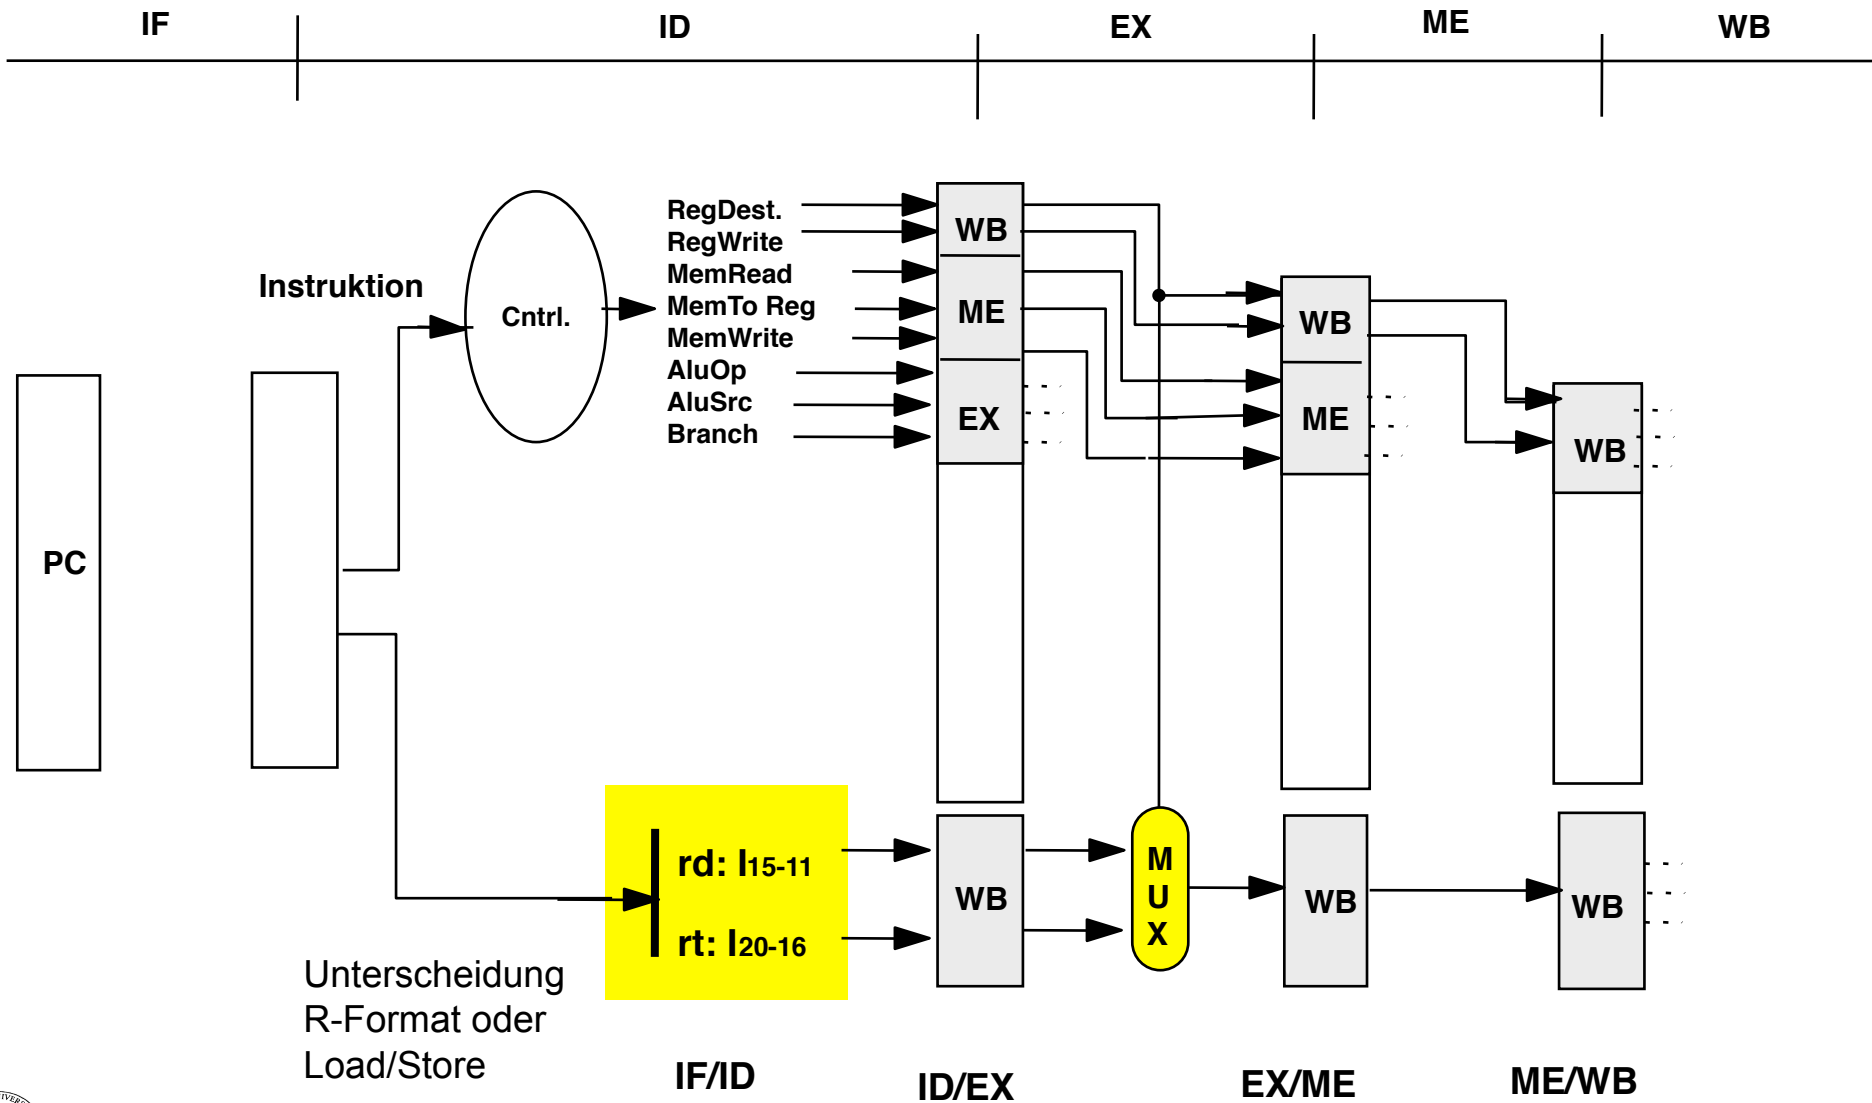 IF
ID
EX
ME
WB
Instruktion
Cntrl.
RegDest.
RegWrite
MemRead
MemTo Reg
MemWrite
AluOp
AluSrc
Branch
WB
ME
EX
WB
ME
WB
PC
rd: I15-11
rt: I20-16
WB
M
U
X
WB
WB
Unterscheidung
R-Format oder
Load/Store
IF/ID
ID/EX
EX/ME
ME/WB